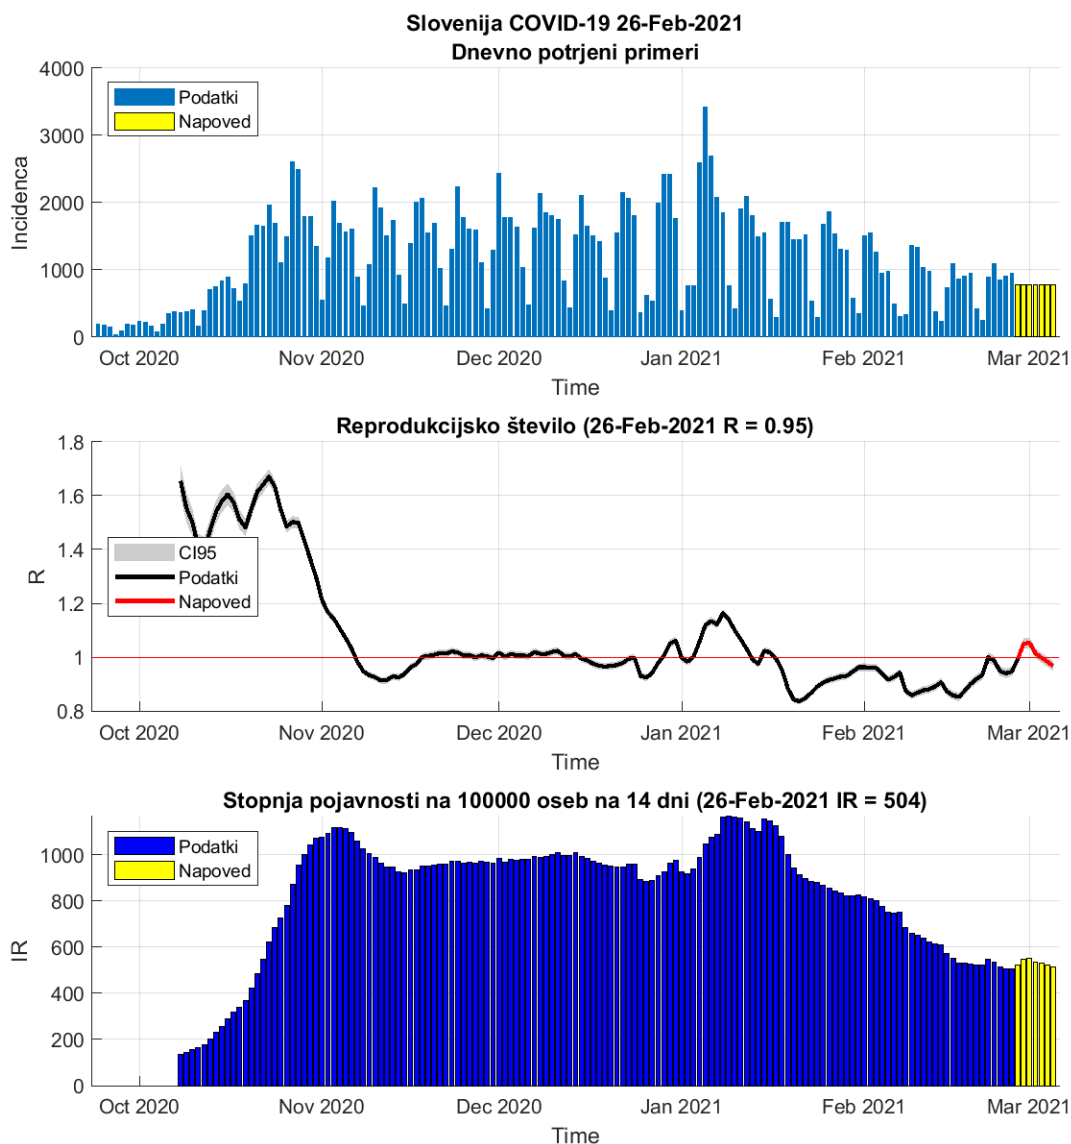 Slovenija COVID-19 26-Feb-2021
Dnevno potrjeni primeri
4000
3000
2000
1000
0
Incidenca
Podatki
Napoved
Oct 2020 Nov 2020 Dec 2020 Jan 2021 Feb 2021 Mar 2021
Time
Reprodukcijsko število (26-Feb-2021 R = 0.95)
1.8
1.6
1.4
1.2
1
0.8
R
CI95
Podatki
Napoved
Oct 2020 Nov 2020 Dec 2020 Jan 2021 Feb 2021 Mar 2021
Time
Stopnja pojavnosti na 100000 oseb na 14 dni (26-Feb-2021 IR = 504)
1000
800
600
400
200
0
IR
Podatki
Napoved
Oct 2020 Nov 2020 Dec 2020 Jan 2021 Feb 2021 Mar 2021
Time